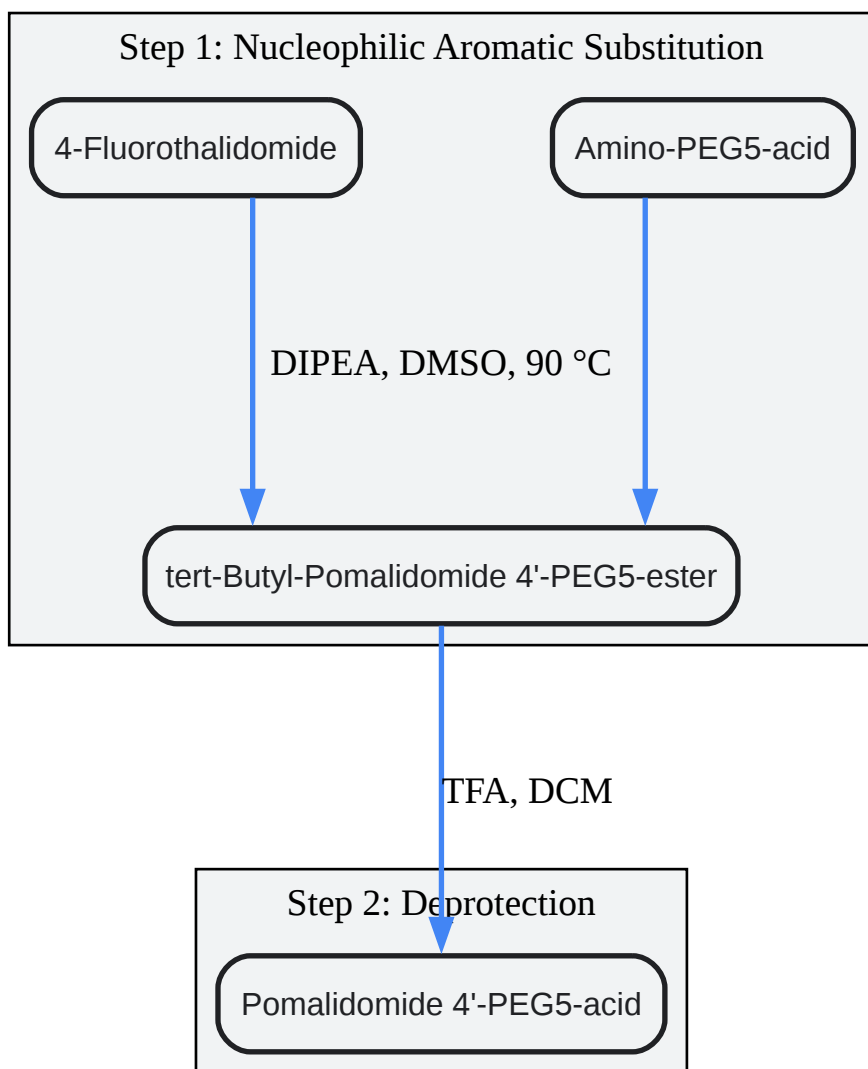 Step 1: Nucleophilic Aromatic Substitution
4-Fluorothalidomide
Amino-PEG5-acid
DIPEA, DMSO, 90 °C
tert-Butyl-Pomalidomide 4'-PEG5-ester
TFA, DCM
Step 2: Deprotection
Pomalidomide 4'-PEG5-acid